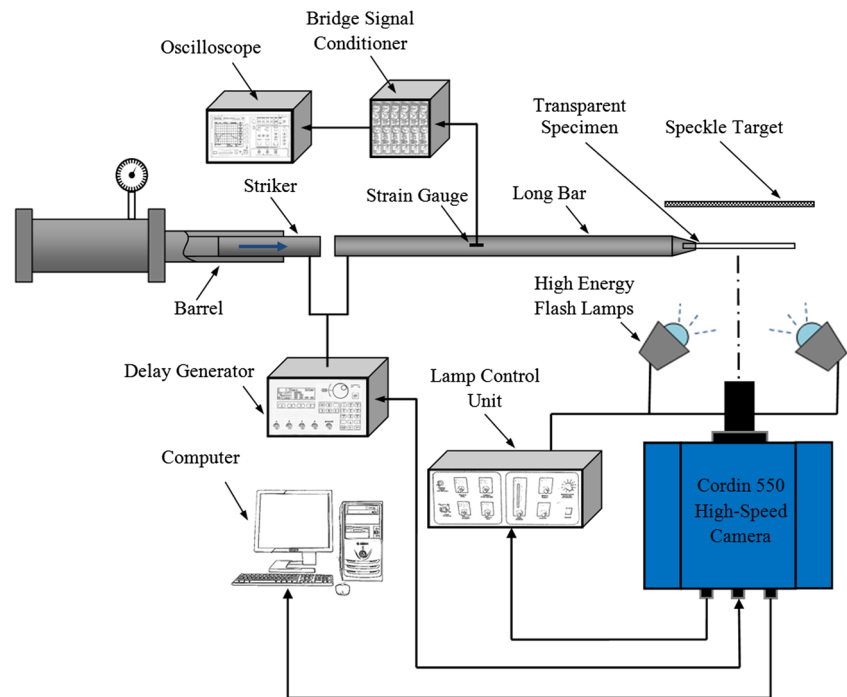 Bridge Signal
Conditioner
Oscilloscope
Transparent
Specimen
Speckle Target
Striker
Strain Gauge
Long Bar
Barrel
High Energy
Flash Lamps
Delay Generator
Lamp Control
Unit
Computer
Cordin 550
High-Speed
Camera